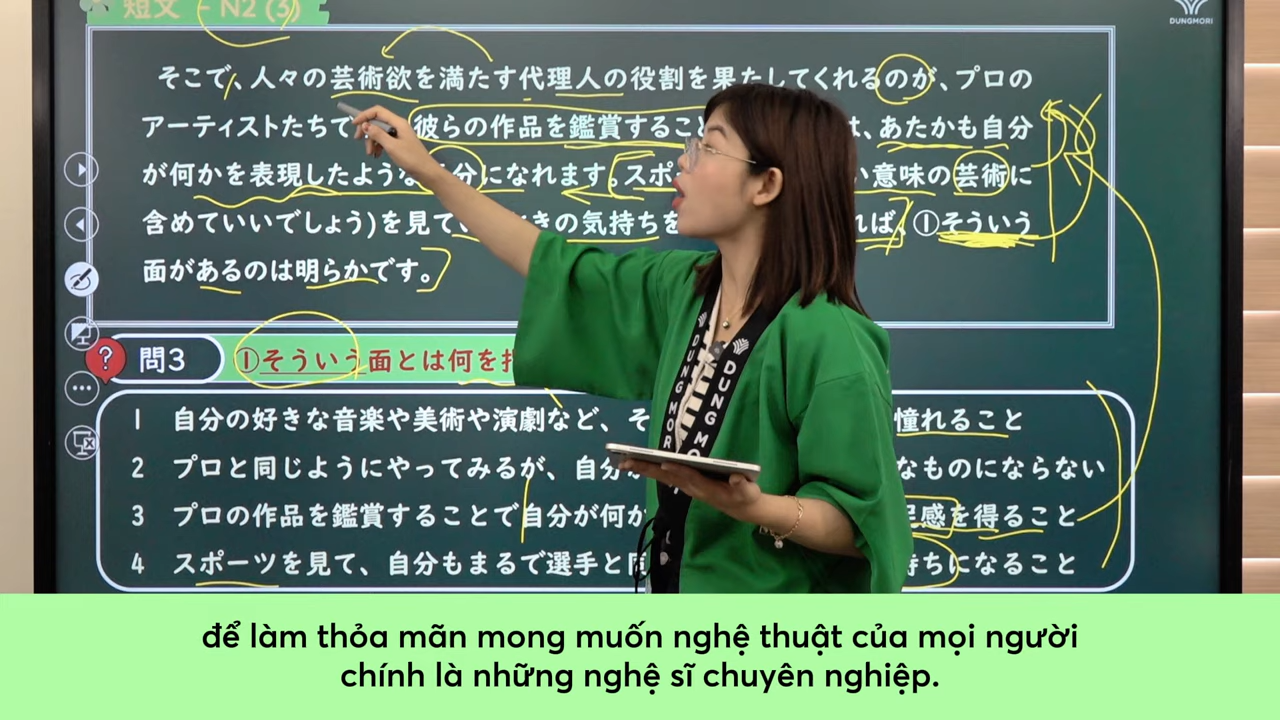 短文 - N2 (3)
DUNGMORI
そこで、人々の芸術欲を満たす代理人の役割を果たしてくれるのが、プロの
アーティストたちで 彼らの作品を鑑賞するこ は、あたかも自分
が何かを表現したような 分になれます。スポ い意味の芸術に
含めていいでしょう)を見て きの気持ちを れば、①そういう
面があるのは明らかです。
問3 ①そういう面とは何を
1 自分の好きな音楽や美術や演劇など、そ 憧れること
2 プロと同じようにやってみるが、自分 なものにならない
3 プロの作品を鑑賞することで自分が何か 足感を得ること
4 スポーツを見て、自分もまるで選手と同 持ちになること
DUNGMORI
DUNG MO
để làm thỏa mãn mong muốn nghệ thuật của mọi người
chính là những nghệ sĩ chuyên nghiệp.